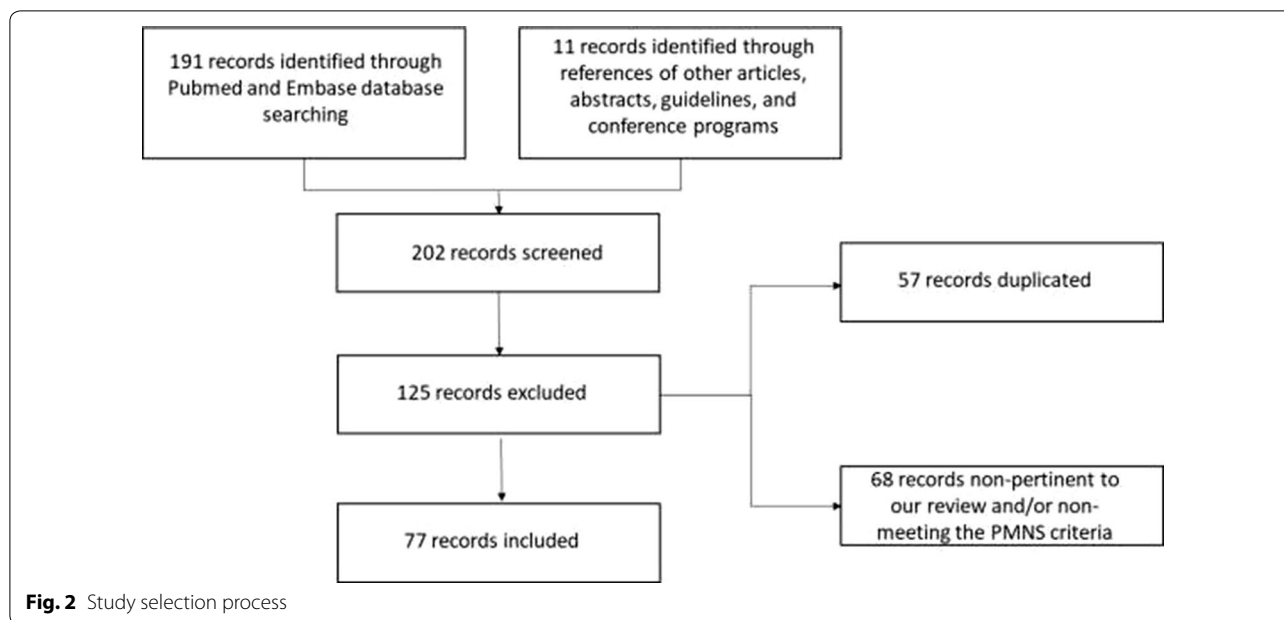 191 records identified through
Pubmed and Embase database
searching
11 records identified through
references of other articles,
abstracts, guidelines, and
conference programs
202 records screened
57 records duplicated
125 records excluded
68 records non-pertinent to
our review and/or non-
meeting the PMNS criteria
77 records included
Fig. 2 Study selection process